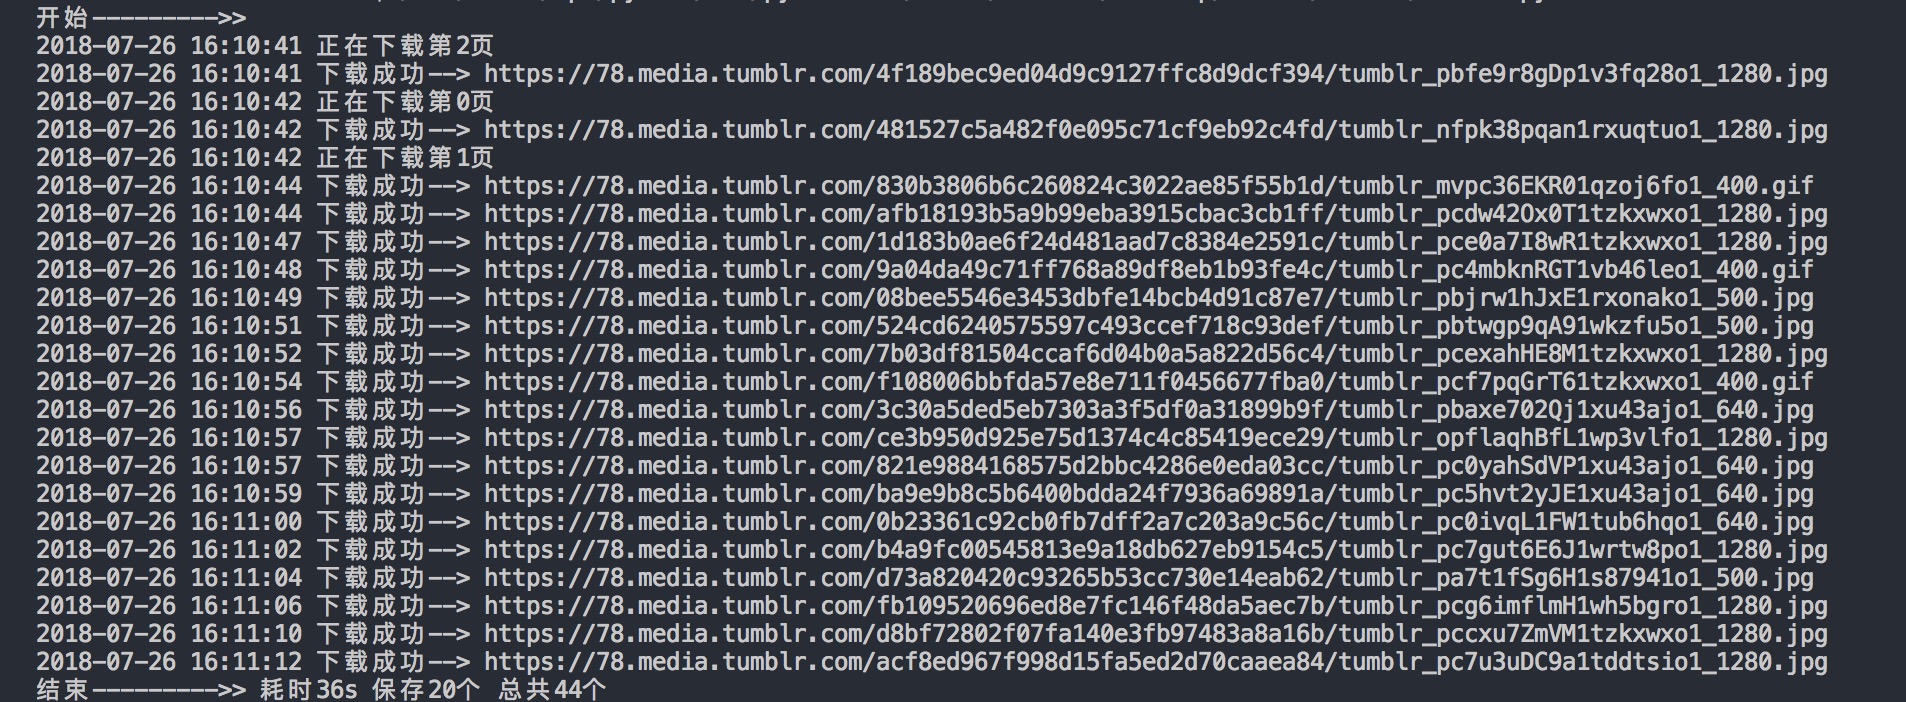 开始--------->>
2018-07-26 16:10:41 正在下载第2页
2018-07-26 16:10:41 下载成功--> https://78.media.tumblr.com/4f189bec9ed04d9c9127ffc8d9dcf394/tumblr_pbfe9r8gDp1v3fq28o1_1280.jpg
2018-07-26 16:10:42 正在下载第0页
2018-07-26 16:10:42 下载成功--> https://78.media.tumblr.com/481527c5a482f0e095c71cf9eb92c4fd/tumblr_nfpk38pqan1rxuqtuo1_1280.jpg
2018-07-26 16:10:42 正在下载第1页
2018-07-26 16:10:44 下载成功--> https://78.media.tumblr.com/830b3806b6c260824c3022ae85f55b1d/tumblr_mvpc36EKR01qzoj6fo1_400.gif
2018-07-26 16:10:44 下载成功--> https://78.media.tumblr.com/afb18193b5a9b99eba3915cbac3cb1ff/tumblr_pcdw42Ox0T1tzkxwxo1_1280.jpg
2018-07-26 16:10:47 下载成功--> https://78.media.tumblr.com/1d183b0ae6f24d481aad7c8384e2591c/tumblr_pce0a7I8wR1tzkxwxo1_1280.jpg
2018-07-26 16:10:48 下载成功--> https://78.media.tumblr.com/9a04da49c71ff768a89df8eb1b93fe4c/tumblr_pc4mbknRGT1vb46leo1_400.gif
2018-07-26 16:10:49 下载成功--> https://78.media.tumblr.com/08bee5546e3453dbfe14bcb4d91c87e7/tumblr_pbjrw1hJxE1rxonako1_500.jpg
2018-07-26 16:10:51 下载成功--> https://78.media.tumblr.com/524cd6240575597c493ccef718c93def/tumblr_pbtwgp9qA91wkzfu5o1_500.jpg
2018-07-26 16:10:52 下载成功--> https://78.media.tumblr.com/7b03df81504ccaf6d04b0a5a822d56c4/tumblr_pcexahHE8M1tzkxwxo1_1280.jpg
2018-07-26 16:10:54 下载成功--> https://78.media.tumblr.com/f108006bbfda57e8e711f0456677fba0/tumblr_pcf7pqGrT61tzkxwxo1_400.gif
2018-07-26 16:10:56 下载成功--> https://78.media.tumblr.com/3c30a5ded5eb7303a3f5df0a31899b9f/tumblr_pbaxe702Qj1xu43ajo1_640.jpg
2018-07-26 16:10:57 下载成功--> https://78.media.tumblr.com/ce3b950d925e75d1374c4c85419ece29/tumblr_opflaqhBfL1wp3vlfo1_1280.jpg
2018-07-26 16:10:57 下载成功--> https://78.media.tumblr.com/821e9884168575d2bbc4286e0eda03cc/tumblr_pc0yahSdVP1xu43ajo1_640.jpg
2018-07-26 16:10:59 下载成功--> https://78.media.tumblr.com/ba9e9b8c5b6400bdda24f7936a69891a/tumblr_pc5hvt2yJE1xu43ajo1_640.jpg
2018-07-26 16:11:00 下载成功--> https://78.media.tumblr.com/0b23361c92cb0fb7dff2a7c203a9c56c/tumblr_pc0ivqL1FW1tub6hqo1_640.jpg
2018-07-26 16:11:02 下载成功--> https://78.media.tumblr.com/b4a9fc00545813e9a18db627eb9154c5/tumblr_pc7gut6E6J1wrtw8po1_1280.jpg
2018-07-26 16:11:04 下载成功--> https://78.media.tumblr.com/d73a820420c93265b53cc730e14eab62/tumblr_pa7t1fSg6H1s87941o1_500.jpg
2018-07-26 16:11:06 下载成功--> https://78.media.tumblr.com/fb109520696ed8e7fc146f48da5aec7b/tumblr_pcg6imflmH1wh5bgro1_1280.jpg
2018-07-26 16:11:10 下载成功--> https://78.media.tumblr.com/d8bf72802f07fa140e3fb97483a8a16b/tumblr_pccxu7ZmVM1tzkxwxo1_1280.jpg
2018-07-26 16:11:12 下载成功--> https://78.media.tumblr.com/acf8ed967f998d15fa5ed2d70caaea84/tumblr_pc7u3uDC9a1tddtsio1_1280.jpg
结束--------->> 耗时36s 保存20个 总共44个